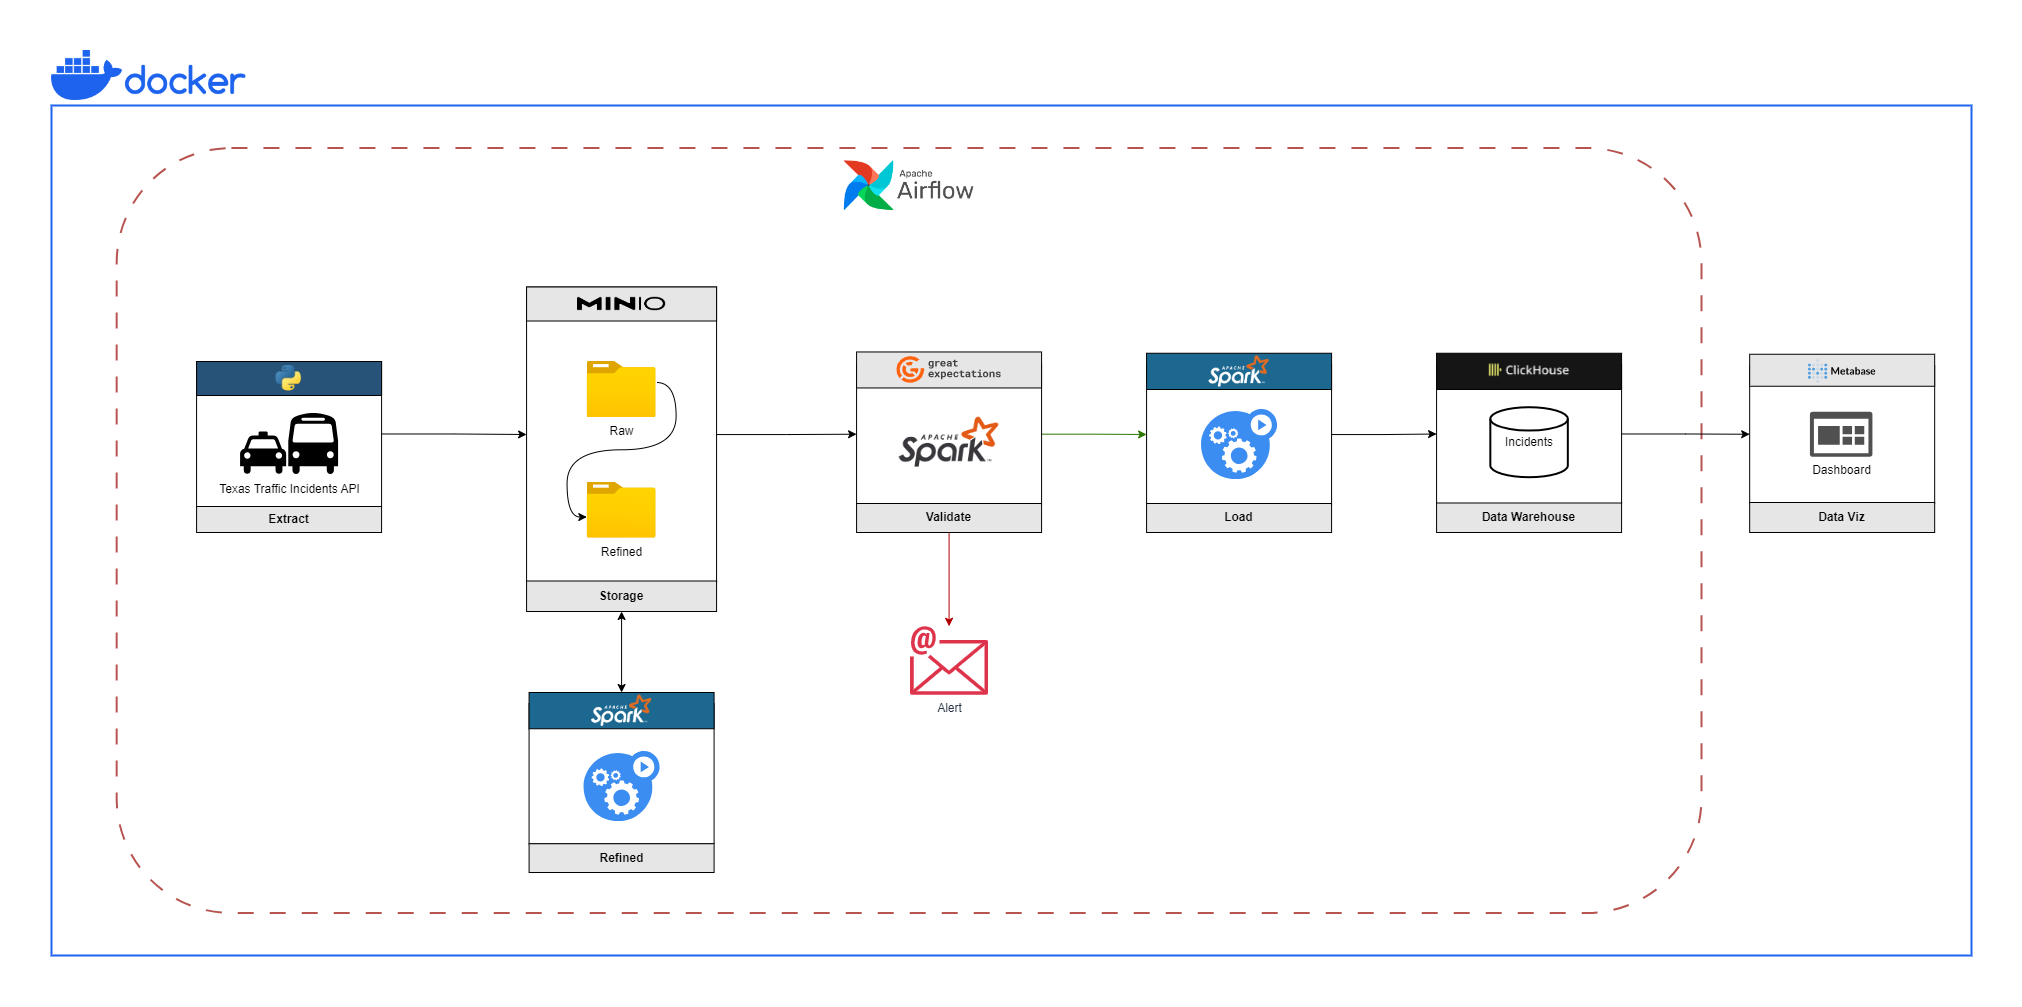 docker
Apache
Airflow
MINIO
Raw
Refined
Storage
Texas Traffic Incidents API
Extract
great
expectations
APACHE
Spark
Validate
APACHE
Spark
Load
ClickHouse
Incidents
Data Warehouse
Metabase
Dashboard
Data Viz
@
Alert
APACHE
Spark
Refined